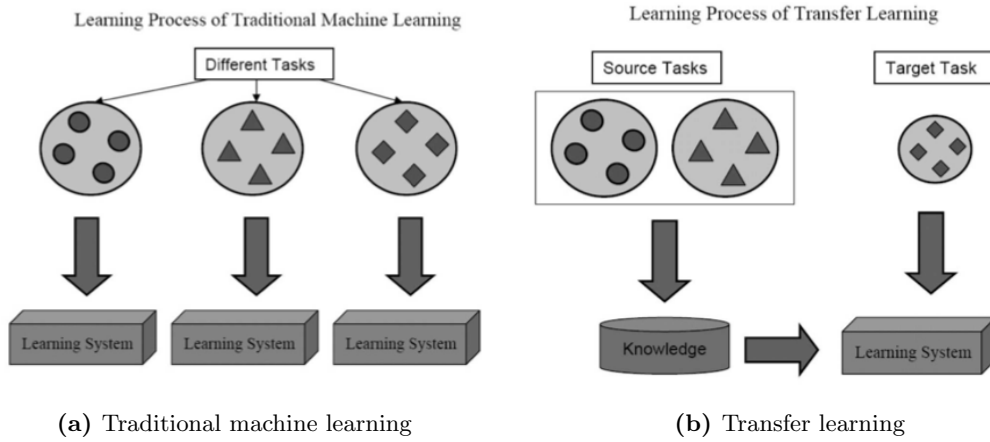 Learning Process of Traditional Machine Learning
Different Tasks
Learning System
Learning System
Learning System
(a) Traditional machine learning
Learning Process of Transfer Learning
Source Tasks
Target Task
Knowledge
Learning System
(b) Transfer learning